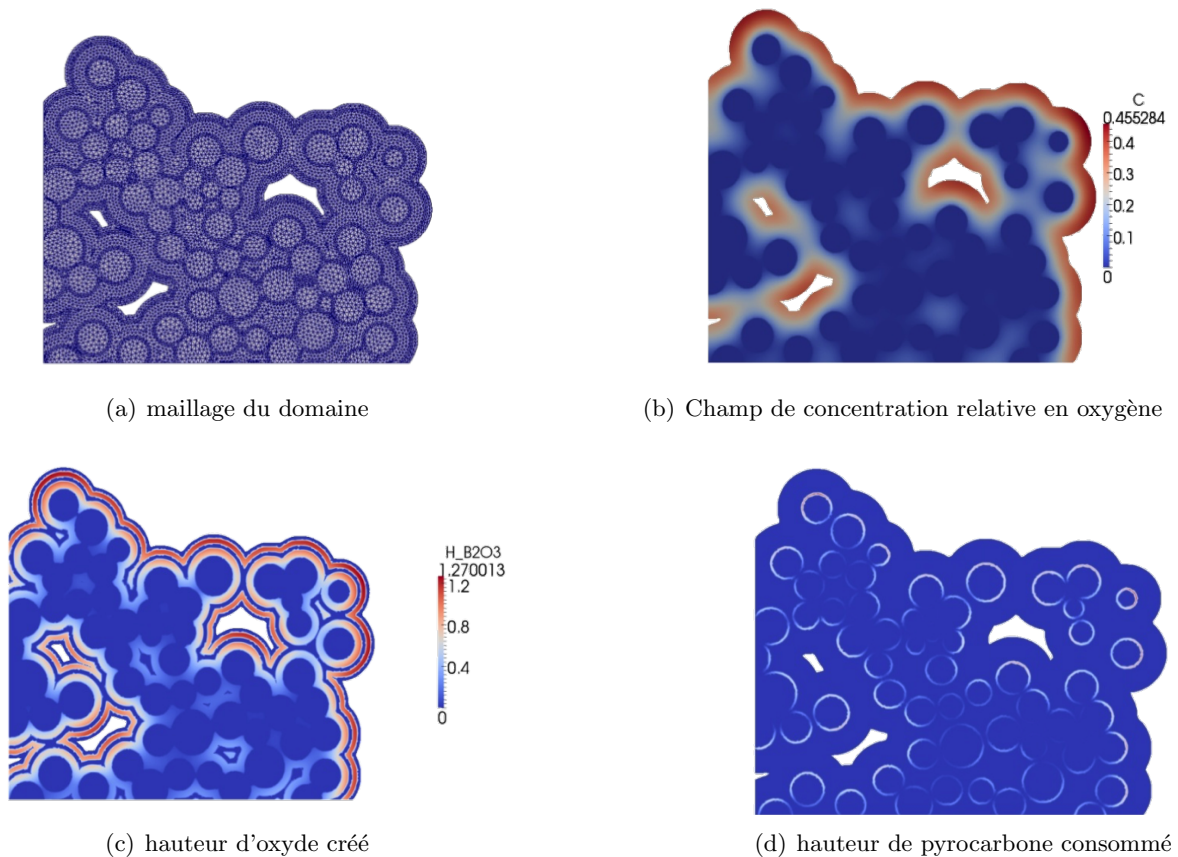 C
0.455284
0.4
0.3
0.2
0.1
0
(a) maillage du domaine
(b) Champ de concentration relative en oxygène
H_B2O3
1.270013
1.2
0.8
0.4
0
(c) hauteur d'oxyde créé
(d) hauteur de pyrocarbone consommé